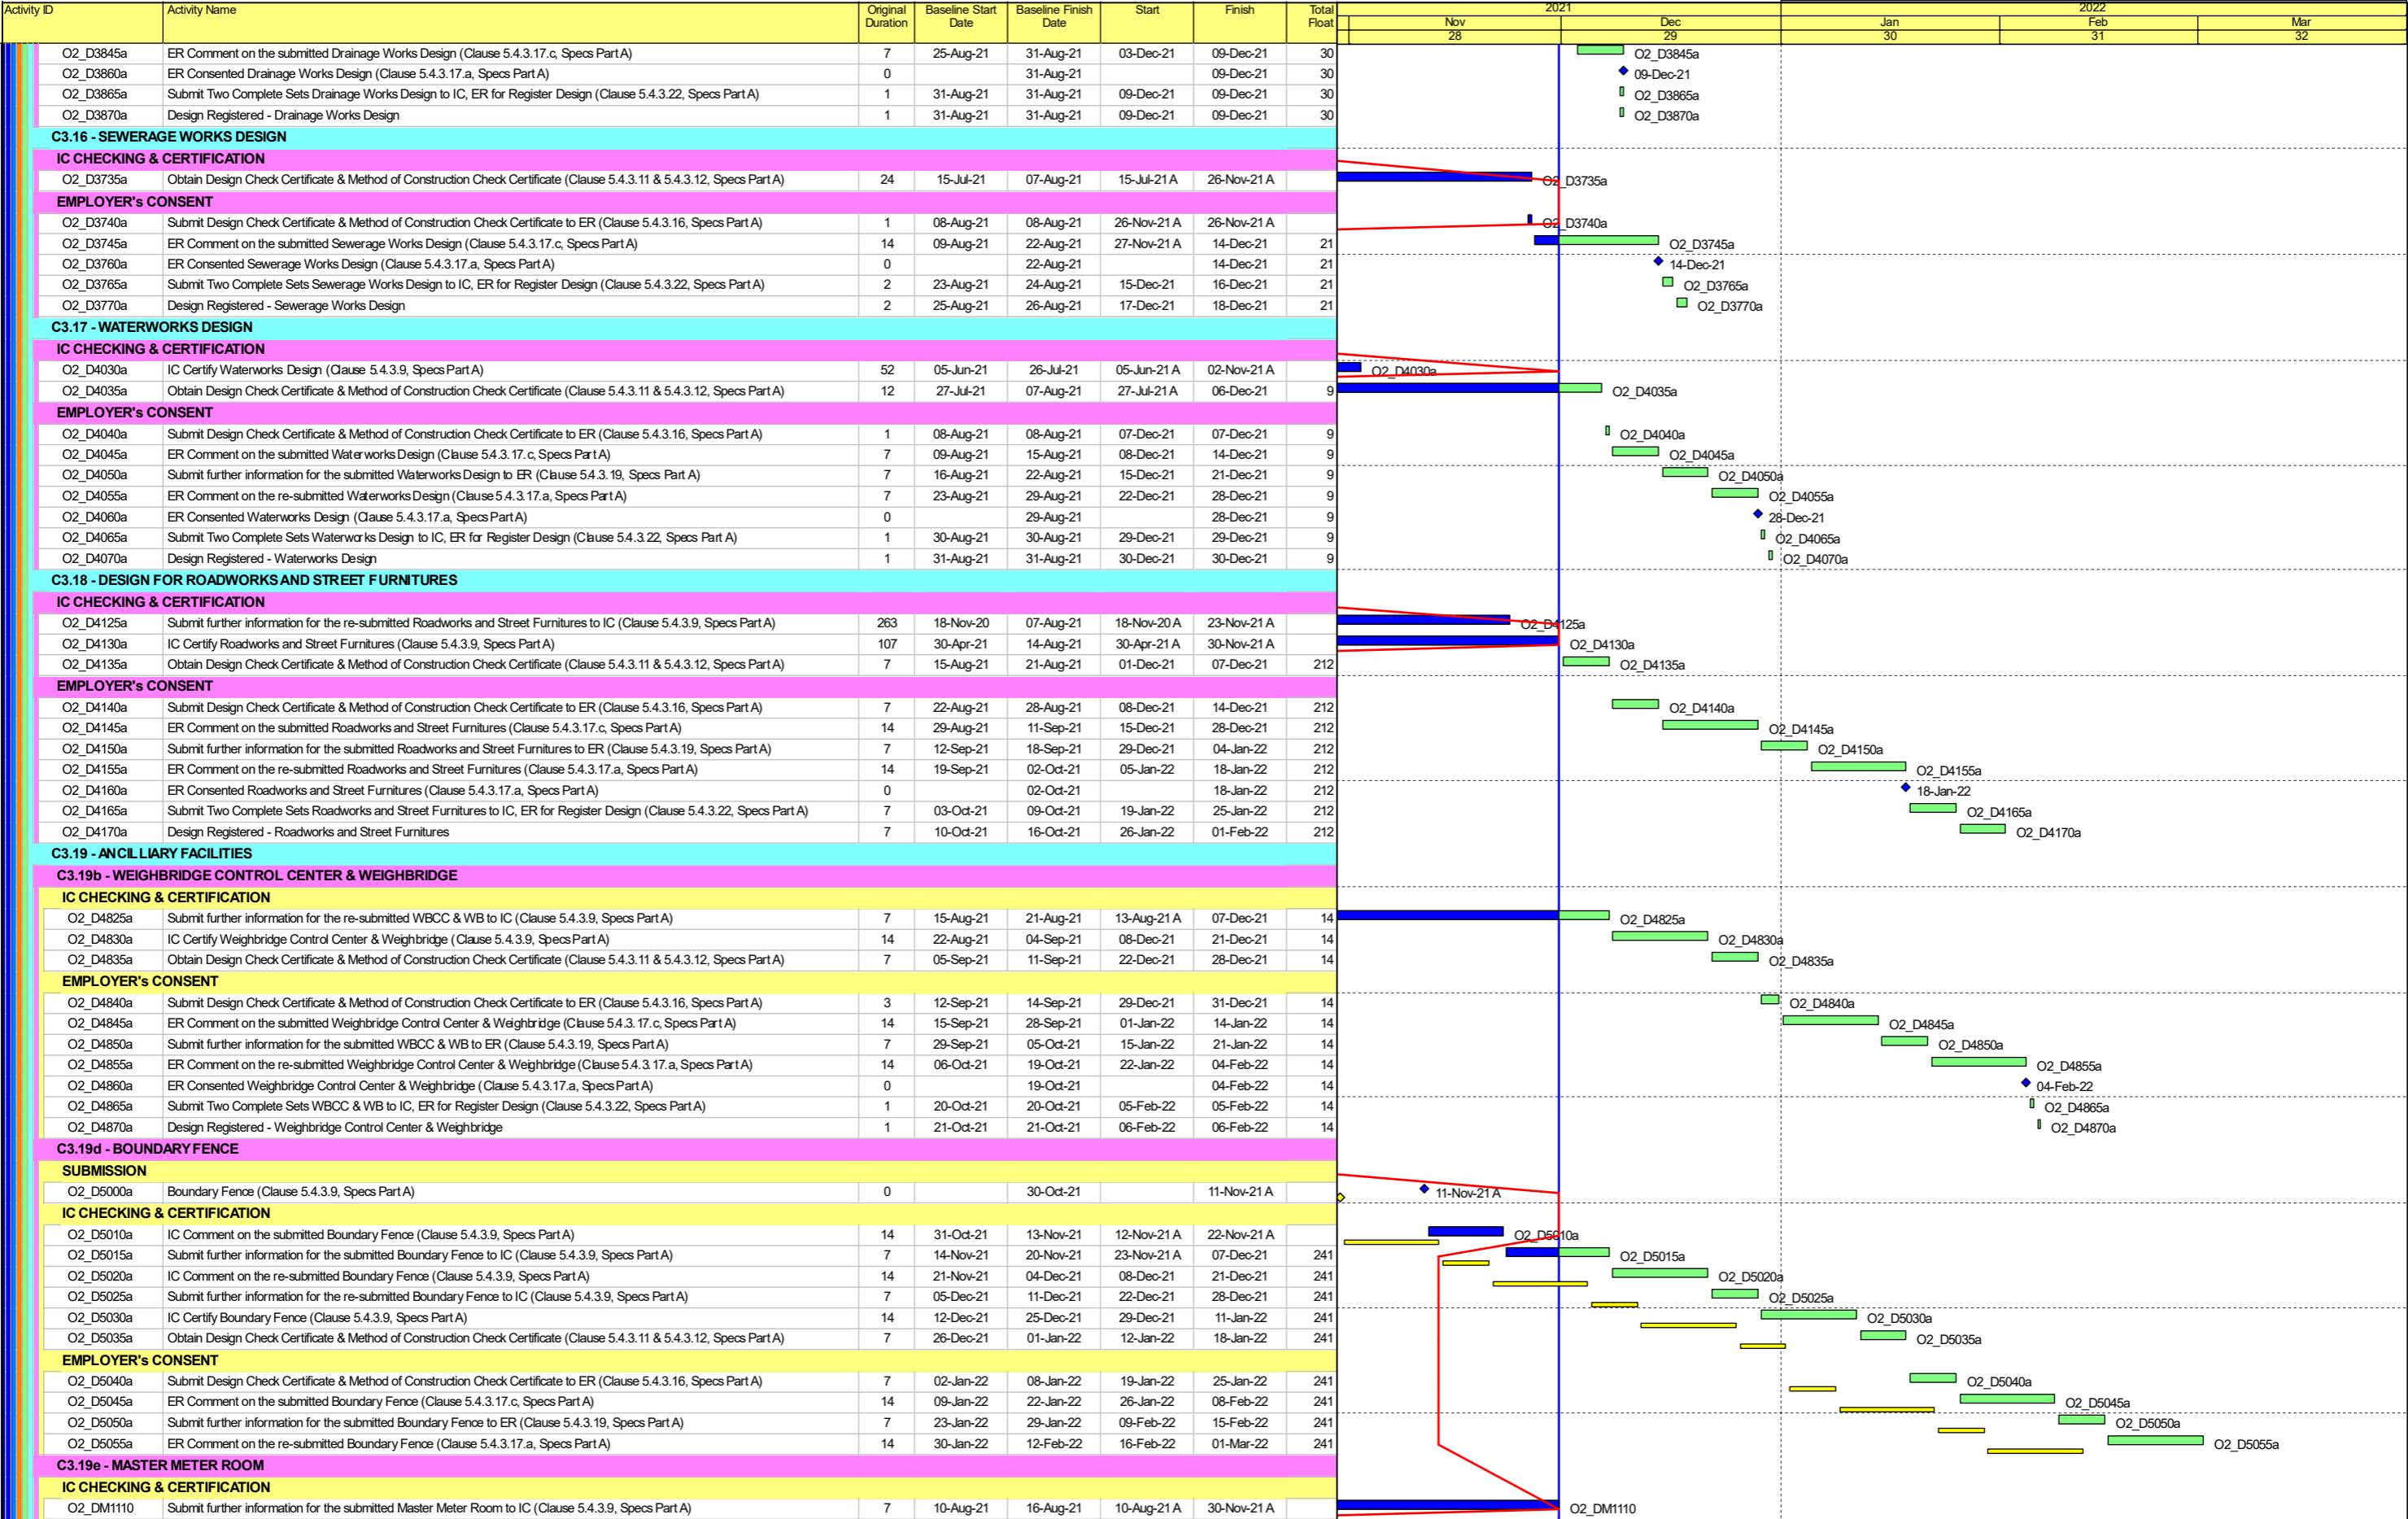 Activity ID Activity Name Original Duration Baseline Start Date Baseline Finish Date Start Finish Total Float 2021 2022
Nov Dec Jan Feb Mar
28 29 30 31 32
O2_D3845a ER Comment on the submitted Drainage Works Design (Clause 5.4.3.17.c, Specs Part A) 7 25-Aug-21 31-Aug-21 03-Dec-21 09-Dec-21 30 O2_D3845a
O2_D3860a ER Consented Drainage Works Design (Clause 5.4.3.17.a, Specs Part A) 0 31-Aug-21 09-Dec-21 30 09-Dec-21
O2_D3865a Submit Two Complete Sets Drainage Works Design to IC, ER for Register Design (Clause 5.4.3.22, Specs Part A) 1 31-Aug-21 31-Aug-21 09-Dec-21 09-Dec-21 30 O2_D3865a
O2_D3870a Design Registered - Drainage Works Design 1 31-Aug-21 31-Aug-21 09-Dec-21 09-Dec-21 30 O2_D3870a
C3.16 - SEWERAGE WORKS DESIGN
IC CHECKING & CERTIFICATION
O2_D3735a Obtain Design Check Certificate & Method of Construction Check Certificate (Clause 5.4.3.11 & 5.4.3.12, Specs Part A) 24 15-Jul-21 07-Aug-21 15-Jul-21 A 26-Nov-21 A O2_D3735a
EMPLOYER's CONSENT
O2_D3740a Submit Design Check Certificate & Method of Construction Check Certificate to ER (Clause 5.4.3.16, Specs Part A) 1 08-Aug-21 08-Aug-21 26-Nov-21 A 26-Nov-21 A O2_D3740a
O2_D3745a ER Comment on the submitted Sewerage Works Design (Clause 5.4.3.17.c, Specs Part A) 14 09-Aug-21 22-Aug-21 27-Nov-21 A 14-Dec-21 21 O2_D3745a
O2_D3760a ER Consented Sewerage Works Design (Clause 5.4.3.17.a, Specs Part A) 0 22-Aug-21 14-Dec-21 21 14-Dec-21
O2_D3765a Submit Two Complete Sets Sewerage Works Design to IC, ER for Register Design (Clause 5.4.3.22, Specs Part A) 2 23-Aug-21 24-Aug-21 15-Dec-21 16-Dec-21 21 O2_D3765a
O2_D3770a Design Registered - Sewerage Works Design 2 25-Aug-21 26-Aug-21 17-Dec-21 18-Dec-21 21 O2_D3770a
C3.17 - WATERWORKS DESIGN
IC CHECKING & CERTIFICATION
O2_D4030a IC Certify Waterworks Design (Clause 5.4.3.9, Specs Part A) 52 05-Jun-21 26-Jul-21 05-Jun-21 A 02-Nov-21 A O2_D4030a
O2_D4035a Obtain Design Check Certificate & Method of Construction Check Certificate (Clause 5.4.3.11 & 5.4.3.12, Specs Part A) 12 27-Jul-21 07-Aug-21 27-Jul-21 A 06-Dec-21 9 O2_D4035a
EMPLOYER's CONSENT
O2_D4040a Submit Design Check Certificate & Method of Construction Check Certificate to ER (Clause 5.4.3.16, Specs Part A) 1 08-Aug-21 08-Aug-21 07-Dec-21 07-Dec-21 9 O2_D4040a
O2_D4045a ER Comment on the submitted Waterworks Design (Clause 5.4.3.17.c, Specs Part A) 7 09-Aug-21 15-Aug-21 08-Dec-21 14-Dec-21 9 O2_D4045a
O2_D4050a Submit further information for the submitted Waterworks Design to ER (Clause 5.4.3.19, Specs Part A) 7 16-Aug-21 22-Aug-21 15-Dec-21 21-Dec-21 9 O2_D4050a
O2_D4055a ER Comment on the re-submitted Waterworks Design (Clause 5.4.3.17.a, Specs Part A) 7 23-Aug-21 29-Aug-21 22-Dec-21 28-Dec-21 9 O2_D4055a
O2_D4060a ER Consented Waterworks Design (Clause 5.4.3.17.a, Specs Part A) 0 29-Aug-21 28-Dec-21 9 28-Dec-21
O2_D4065a Submit Two Complete Sets Waterworks Design to IC, ER for Register Design (Clause 5.4.3.22, Specs Part A) 1 30-Aug-21 30-Aug-21 29-Dec-21 29-Dec-21 9 O2_D4065a
O2_D4070a Design Registered - Waterworks Design 1 31-Aug-21 31-Aug-21 30-Dec-21 30-Dec-21 9 O2_D4070a
C3.18 - DESIGN FOR ROADWORKS AND STREET FURNITURES
IC CHECKING & CERTIFICATION
O2_D4125a Submit further information for the re-submitted Roadworks and Street Furnitures to IC (Clause 5.4.3.9, Specs Part A) 263 18-Nov-20 07-Aug-21 18-Nov-20 A 23-Nov-21 A O2_D4125a
O2_D4130a IC Certify Roadworks and Street Furnitures (Clause 5.4.3.9, Specs Part A) 107 30-Apr-21 14-Aug-21 30-Apr-21 A 30-Nov-21 A O2_D4130a
O2_D4135a Obtain Design Check Certificate & Method of Construction Check Certificate (Clause 5.4.3.11 & 5.4.3.12, Specs Part A) 7 15-Aug-21 21-Aug-21 01-Dec-21 07-Dec-21 212 O2_D4135a
EMPLOYER's CONSENT
O2_D4140a Submit Design Check Certificate & Method of Construction Check Certificate to ER (Clause 5.4.3.16, Specs Part A) 7 22-Aug-21 28-Aug-21 08-Dec-21 14-Dec-21 212 O2_D4140a
O2_D4145a ER Comment on the submitted Roadworks and Street Furnitures (Clause 5.4.3.17.c, Specs Part A) 14 29-Aug-21 11-Sep-21 15-Dec-21 28-Dec-21 212 O2_D4145a
O2_D4150a Submit further information for the submitted Roadworks and Street Furnitures to ER (Clause 5.4.3.19, Specs Part A) 7 12-Sep-21 18-Sep-21 29-Dec-21 04-Jan-22 212 O2_D4150a
O2_D4155a ER Comment on the re-submitted Roadworks and Street Furnitures (Clause 5.4.3.17.a, Specs Part A) 14 19-Sep-21 02-Oct-21 05-Jan-22 18-Jan-22 212 O2_D4155a
O2_D4160a ER Consented Roadworks and Street Furnitures (Clause 5.4.3.17.a, Specs Part A) 0 02-Oct-21 18-Jan-22 212 18-Jan-22
O2_D4165a Submit Two Complete Sets Roadworks and Street Furnitures to IC, ER for Register Design (Clause 5.4.3.22, Specs Part A) 7 03-Oct-21 09-Oct-21 19-Jan-22 25-Jan-22 212 O2_D4165a
O2_D4170a Design Registered - Roadworks and Street Furnitures 7 10-Oct-21 16-Oct-21 26-Jan-22 01-Feb-22 212 O2_D4170a
C3.19 - ANCILLIARY FACILITIES
C3.19b - WEIGHBRIDGE CONTROL CENTER & WEIGHBRIDGE
IC CHECKING & CERTIFICATION
O2_D4825a Submit further information for the re-submitted WBCC & WB to IC (Clause 5.4.3.9, Specs Part A) 7 15-Aug-21 21-Aug-21 13-Aug-21 A 07-Dec-21 14 O2_D4825a
O2_D4830a IC Certify Weighbridge Control Center & Weighbridge (Clause 5.4.3.9, Specs Part A) 14 22-Aug-21 04-Sep-21 08-Dec-21 21-Dec-21 14 O2_D4830a
O2_D4835a Obtain Design Check Certificate & Method of Construction Check Certificate (Clause 5.4.3.11 & 5.4.3.12, Specs Part A) 7 05-Sep-21 11-Sep-21 22-Dec-21 28-Dec-21 14 O2_D4835a
EMPLOYER's CONSENT
O2_D4840a Submit Design Check Certificate & Method of Construction Check Certificate to ER (Clause 5.4.3.16, Specs Part A) 3 12-Sep-21 14-Sep-21 29-Dec-21 31-Dec-21 14 O2_D4840a
O2_D4845a ER Comment on the submitted Weighbridge Control Center & Weighbridge (Clause 5.4.3.17.c, Specs Part A) 14 15-Sep-21 28-Sep-21 01-Jan-22 14-Jan-22 14 O2_D4845a
O2_D4850a Submit further information for the submitted WBCC & WB to ER (Clause 5.4.3.19, Specs Part A) 7 29-Sep-21 05-Oct-21 15-Jan-22 21-Jan-22 14 O2_D4850a
O2_D4855a ER Comment on the re-submitted Weighbridge Control Center & Weighbridge (Clause 5.4.3.17.a, Specs Part A) 14 06-Oct-21 19-Oct-21 22-Jan-22 04-Feb-22 14 O2_D4855a
O2_D4860a ER Consented Weighbridge Control Center & Weighbridge (Clause 5.4.3.17.a, Specs Part A) 0 19-Oct-21 04-Feb-22 14 04-Feb-22
O2_D4865a Submit Two Complete Sets WBCC & WB to IC, ER for Register Design (Clause 5.4.3.22, Specs Part A) 1 20-Oct-21 20-Oct-21 05-Feb-22 05-Feb-22 14 O2_D4865a
O2_D4870a Design Registered - Weighbridge Control Center & Weighbridge 1 21-Oct-21 21-Oct-21 06-Feb-22 06-Feb-22 14 O2_D4870a
C3.19d - BOUNDARY FENCE
SUBMISSION
O2_D5000a Boundary Fence (Clause 5.4.3.9, Specs Part A) 0 30-Oct-21 11-Nov-21 A 11-Nov-21 A
IC CHECKING & CERTIFICATION
O2_D5010a IC Comment on the submitted Boundary Fence (Clause 5.4.3.9, Specs Part A) 14 31-Oct-21 13-Nov-21 12-Nov-21 A 22-Nov-21 A O2_D5010a
O2_D5015a Submit further information for the submitted Boundary Fence to IC (Clause 5.4.3.9, Specs Part A) 7 14-Nov-21 20-Nov-21 23-Nov-21 A 07-Dec-21 241 O2_D5015a
O2_D5020a IC Comment on the re-submitted Boundary Fence (Clause 5.4.3.9, Specs Part A) 14 21-Nov-21 04-Dec-21 08-Dec-21 21-Dec-21 241 O2_D5020a
O2_D5025a Submit further information for the re-submitted Boundary Fence to IC (Clause 5.4.3.9, Specs Part A) 7 05-Dec-21 11-Dec-21 22-Dec-21 28-Dec-21 241 O2_D5025a
O2_D5030a IC Certify Boundary Fence (Clause 5.4.3.9, Specs Part A) 14 12-Dec-21 25-Dec-21 29-Dec-21 11-Jan-22 241 O2_D5030a
O2_D5035a Obtain Design Check Certificate & Method of Construction Check Certificate (Clause 5.4.3.11 & 5.4.3.12, Specs Part A) 7 26-Dec-21 01-Jan-22 12-Jan-22 18-Jan-22 241 O2_D5035a
EMPLOYER's CONSENT
O2_D5040a Submit Design Check Certificate & Method of Construction Check Certificate to ER (Clause 5.4.3.16, Specs Part A) 7 02-Jan-22 08-Jan-22 19-Jan-22 25-Jan-22 241 O2_D5040a
O2_D5045a ER Comment on the submitted Boundary Fence (Clause 5.4.3.17.c, Specs Part A) 14 09-Jan-22 22-Jan-22 26-Jan-22 08-Feb-22 241 O2_D5045a
O2_D5050a Submit further information for the submitted Boundary Fence to ER (Clause 5.4.3.19, Specs Part A) 7 23-Jan-22 29-Jan-22 09-Feb-22 15-Feb-22 241 O2_D5050a
O2_D5055a ER Comment on the re-submitted Boundary Fence (Clause 5.4.3.17.a, Specs Part A) 14 30-Jan-22 12-Feb-22 16-Feb-22 01-Mar-22 241 O2_D5055a
C3.19e - MASTER METER ROOM
IC CHECKING & CERTIFICATION
O2_DM1110 Submit further information for the submitted Master Meter Room to IC (Clause 5.4.3.9, Specs Part A) 7 10-Aug-21 16-Aug-21 10-Aug-21 A 30-Nov-21 A O2_DM1110